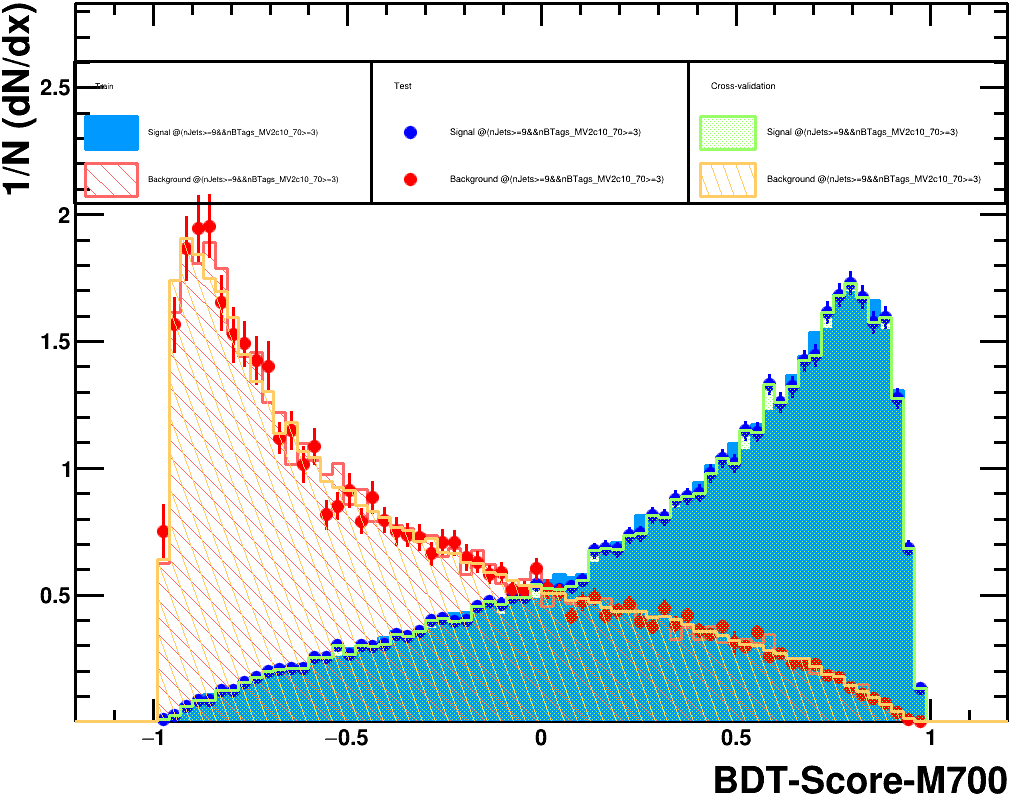 1/N (dN/dx)
2.5
2
1.5
1
0.5
Train
Signal @(nJets>=9&&nBTags_MV2c10_70>=3)
Background @(nJets>=9&&nBTags_MV2c10_70>=3)
Test
Signal @(nJets>=9&&nBTags_MV2c10_70>=3)
Background @(nJets>=9&&nBTags_MV2c10_70>=3)
Cross-validation
Signal @(nJets>=9&&nBTags_MV2c10_70>=3)
Background @(nJets>=9&&nBTags_MV2c10_70>=3)
−1 −0.5 0 0.5 1
BDT-Score-M700